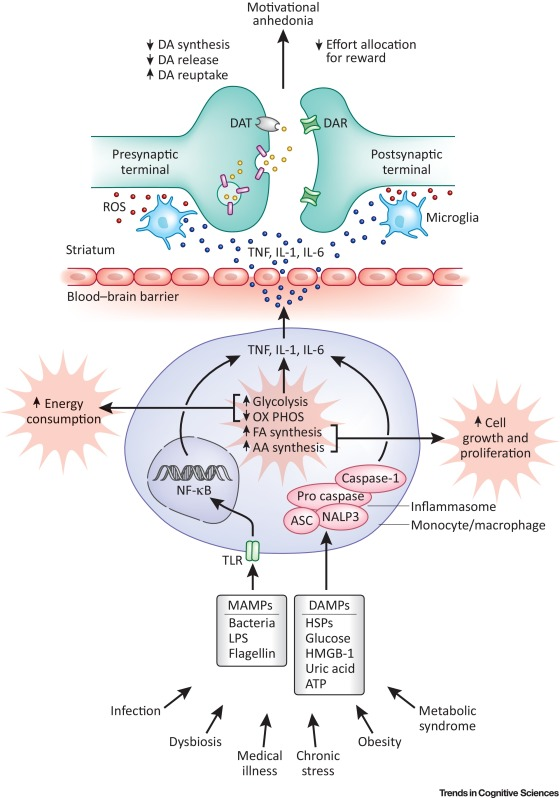 Motivational
anhedonia
DA synthesis
DA release
DA reuptake
Effort allocation
for reward
DAT
DAR
Presynaptic
terminal
Postsynaptic
terminal
ROS
Microglia
Striatum
TNF, IL-1, IL-6
Blood–brain barrier
TNF, IL-1, IL-6
Energy
consumption
Glycolysis
OX PHOS
FA synthesis
AA synthesis
Cell
growth and
proliferation
NF-κB
Caspase-1
Pro caspase
ASC
NALP3
Inflammasome
Monocyte/macrophage
TLR
MAMPs
Bacteria
LPS
Flagellin
DAMPs
HSPs
Glucose
HMGB-1
Uric acid
ATP
Infection
Dysbiosis
Medical
illness
Chronic
stress
Obesity
Metabolic
syndrome
Trends in Cognitive Sciences